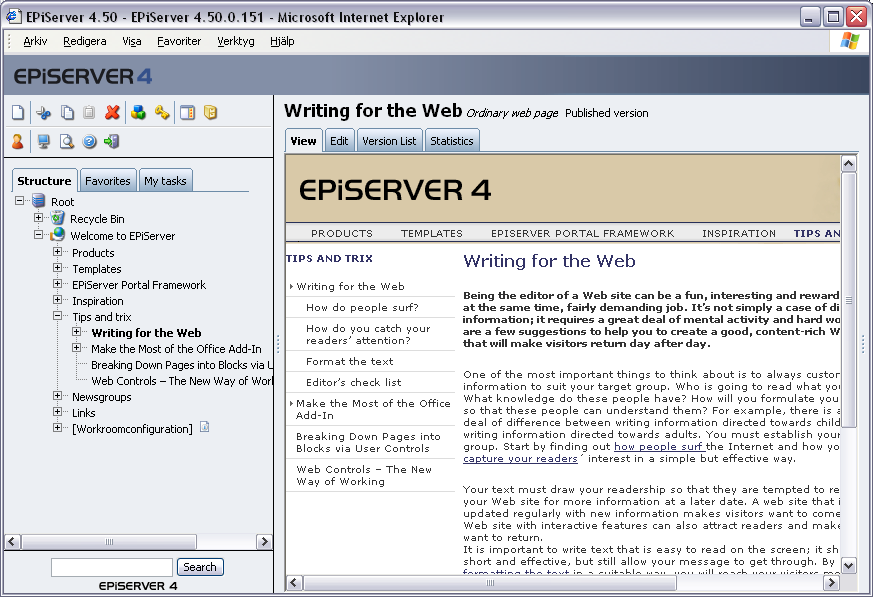 EPiServer 4.50 - EPiServer 4.50.0.151 - Microsoft Internet Explorer
Arkiv Redigera Visa Favoriter Verktyg Hjälp
EPiSERVER 4
Structure Favorites My tasks
Root
Recycle Bin
Welcome to EPiServer
Products
Templates
EPiServer Portal Framework
Inspiration
Tips and trix
Writing for the Web
Make the Most of the Office Add-In
Breaking Down Pages into Blocks via U
Web Controls – The New Way of Wor
Newsgroups
Links
[Workroomconfiguration]
Search
EPiSERVER 4
Writing for the Web Ordinary web page Published version
View Edit Version List Statistics
EPiSERVER 4
PRODUCTS TEMPLATES EPISERVER PORTAL FRAMEWORK INSPIRATION TIPS AN
TIPS AND TRIX
Writing for the Web
How do people surf?
How do you catch your
readers' attention?
Format the text
Editor's check list
Make the Most of the Office
Add-In
Breaking Down Pages into
Blocks via User Controls
Web Controls – The New
Way of Working
Writing for the Web
Being the editor of a Web site can be a fun, interesting and reward
at the same time, fairly demanding job. It's not simply a case of di
information; it requires a great deal of mental activity and hard wo
are a few suggestions to help you to create a good, content-rich W
that will make visitors return day after day.
One of the most important things to think about is to always custor
information to suit your target group. Who is going to read what you
What knowledge do these people have? How will you formulate you
so that these people can understand them? For example, there is a
deal of difference between writing information directed towards child
writing information directed towards adults. You must establish your
group. Start by finding out how people surf the Internet and how yo
capture your readers´ interest in a simple but effective way.
Your text must draw your readership so that they are tempted to re
your Web site for more information at a later date. A web site that i
updated regularly with new information makes visitors want to come
Web site with interactive features can also attract readers and make
want to return.
It is important to write text that is easy to read on the screen; it sh
short and effective, but still allow your message to get through. By
formatting the text in a suitable way, you will reach your visitors mo